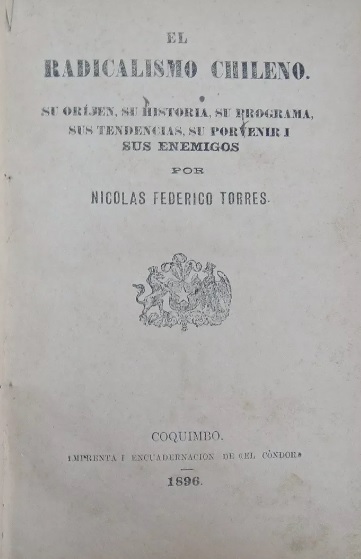 EL
RADICALISMO CHILENO.
SU ORÍJEN, SU HISTORIA, SU PROGRAMA,
SUS TENDENCIAS, SU PORVENIR I
SUS ENEMIGOS
POR
NICOLAS FEDERICO TORRES.
COQUIMBO.
IMPRENTA I ENCUADERNACION DE «EL CÓNDOR»
1896.